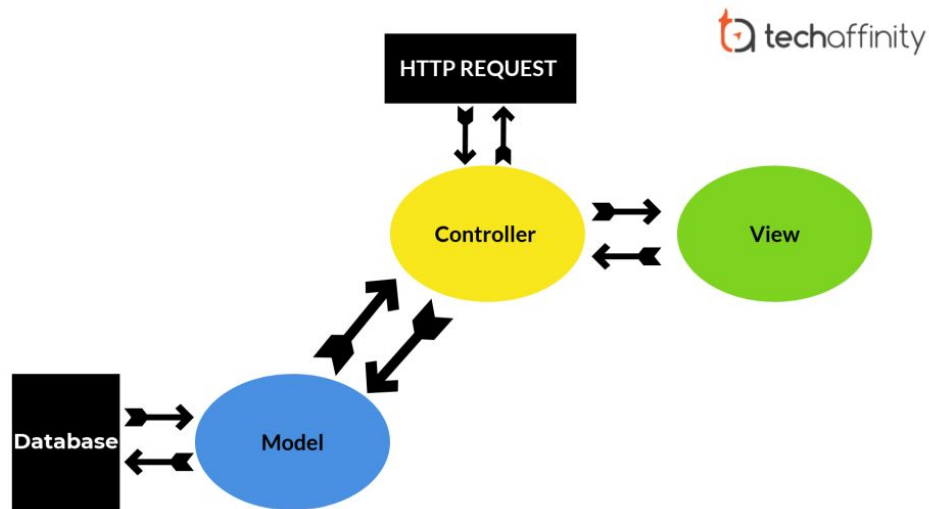 techaffinity
HTTP REQUEST
Controller
View
Database
Model